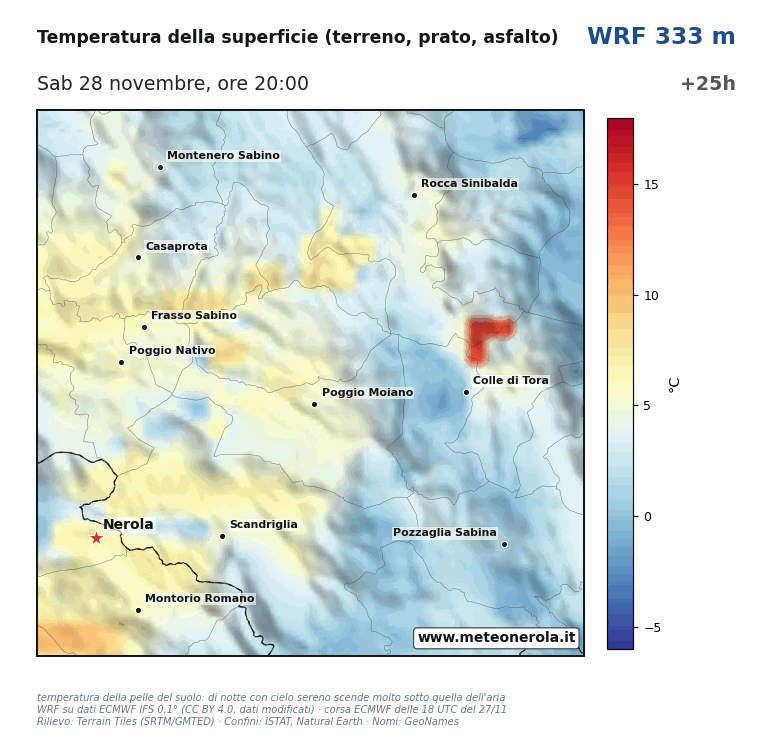 Temperatura della superficie (terreno, prato, asfalto)
WRF 333 m
Sab 28 novembre, ore 20:00
+25h
Montenero Sabino
Rocca Sinibalda
Casaprota
Frasso Sabino
Poggio Nativo
Colle di Tora
Poggio Moiano
Nerola
Scandriglia
Pozzaglia Sabina
Montorio Romano
www.meteonerola.it
15
10
5
0
−5
°C
temperatura della pelle del suolo: di notte con cielo sereno scende molto sotto quella dell'aria
WRF su dati ECMWF IFS 0,1° (CC BY 4.0, dati modificati) · corsa ECMWF delle 18 UTC del 27/11
Rilievo: Terrain Tiles (SRTM/GMTED) · Confini: ISTAT, Natural Earth · Nomi: GeoNames